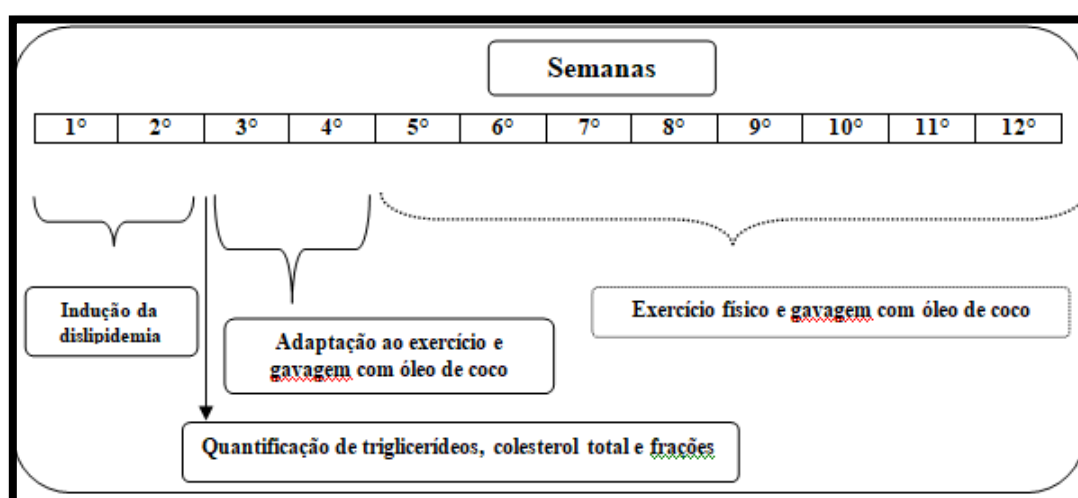 Semanas
1° 2° 3° 4° 5° 6° 7° 8° 9° 10° 11° 12°
Indução da
dislipidemia
Adaptação ao exercício e
gavagem com óleo de coco
Exercício físico e gavagem com óleo de coco
Quantificação de triglicerídeos, colesterol total e frações